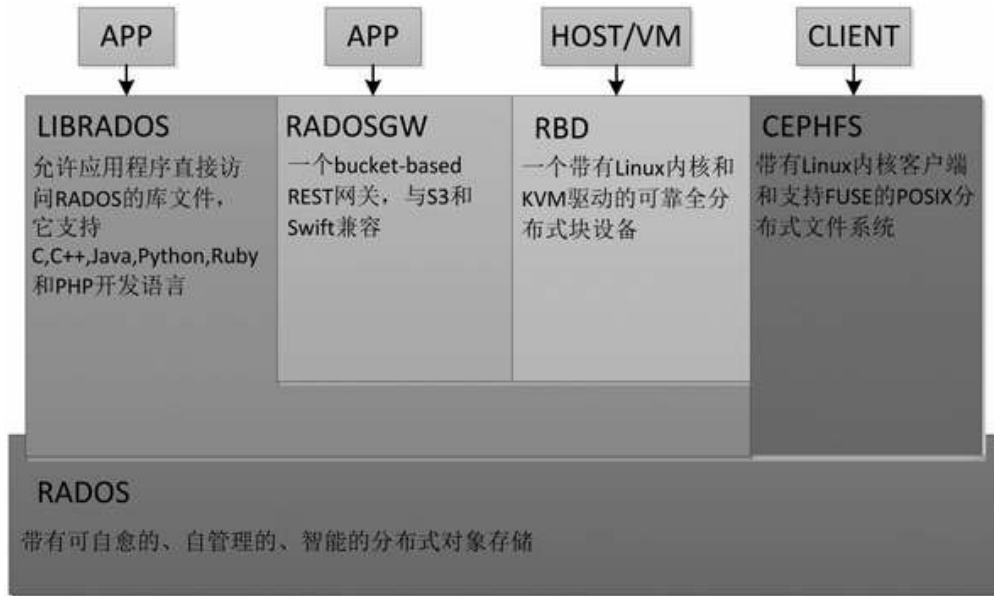 APP
APP
HOST/VM
CLIENT
LIBRADOS
允许应用程序直接访
问RADOS的库文件，
它支持
C,C++,Java,Python,Ruby
和PHP开发语言
RADOSGW
一个bucket-based
REST网关，与S3和
Swift兼容
RBD
一个带有Linux内核和
KVM驱动的可靠全分
布式块设备
CEPHFS
带有Linux内核客户端
和支持FUSE的POSIX分
布式文件系统
RADOS
带有可自愈的、自管理的、智能的分布式对象存储